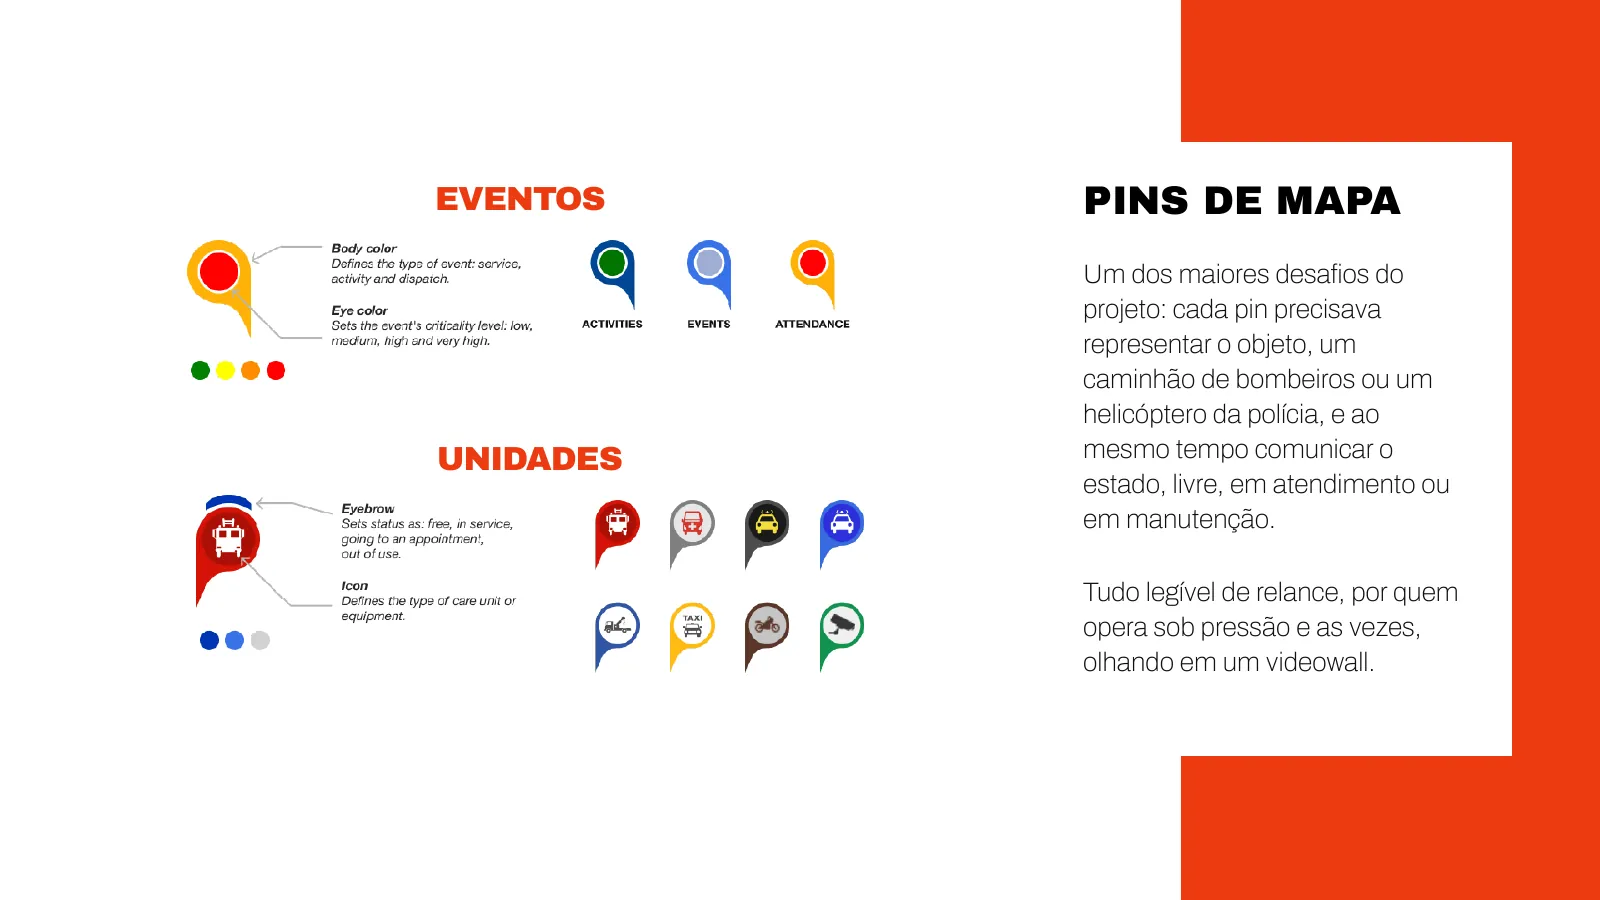 EVENTOS
Body color
Defines the type of event: service,
activity and dispatch.
Eye color
Sets the event's criticality level: low,
medium, high and very high.
ACTIVITIES
EVENTS
ATTENDANCE
UNIDADES
Eyebrow
Sets status as: free, in service,
going to an appointment,
out of use.
Icon
Defines the type of care unit or
equipment.
TAXI
PINS DE MAPA
Um dos maiores desafios do
projeto: cada pin precisava
representar o objeto, um
caminhão de bombeiros ou um
helicóptero da polícia, e ao
mesmo tempo comunicar o
estado, livre, em atendimento ou
em manutenção.
Tudo legível de relance, por quem
opera sob pressão e as vezes,
olhando em um videowall.